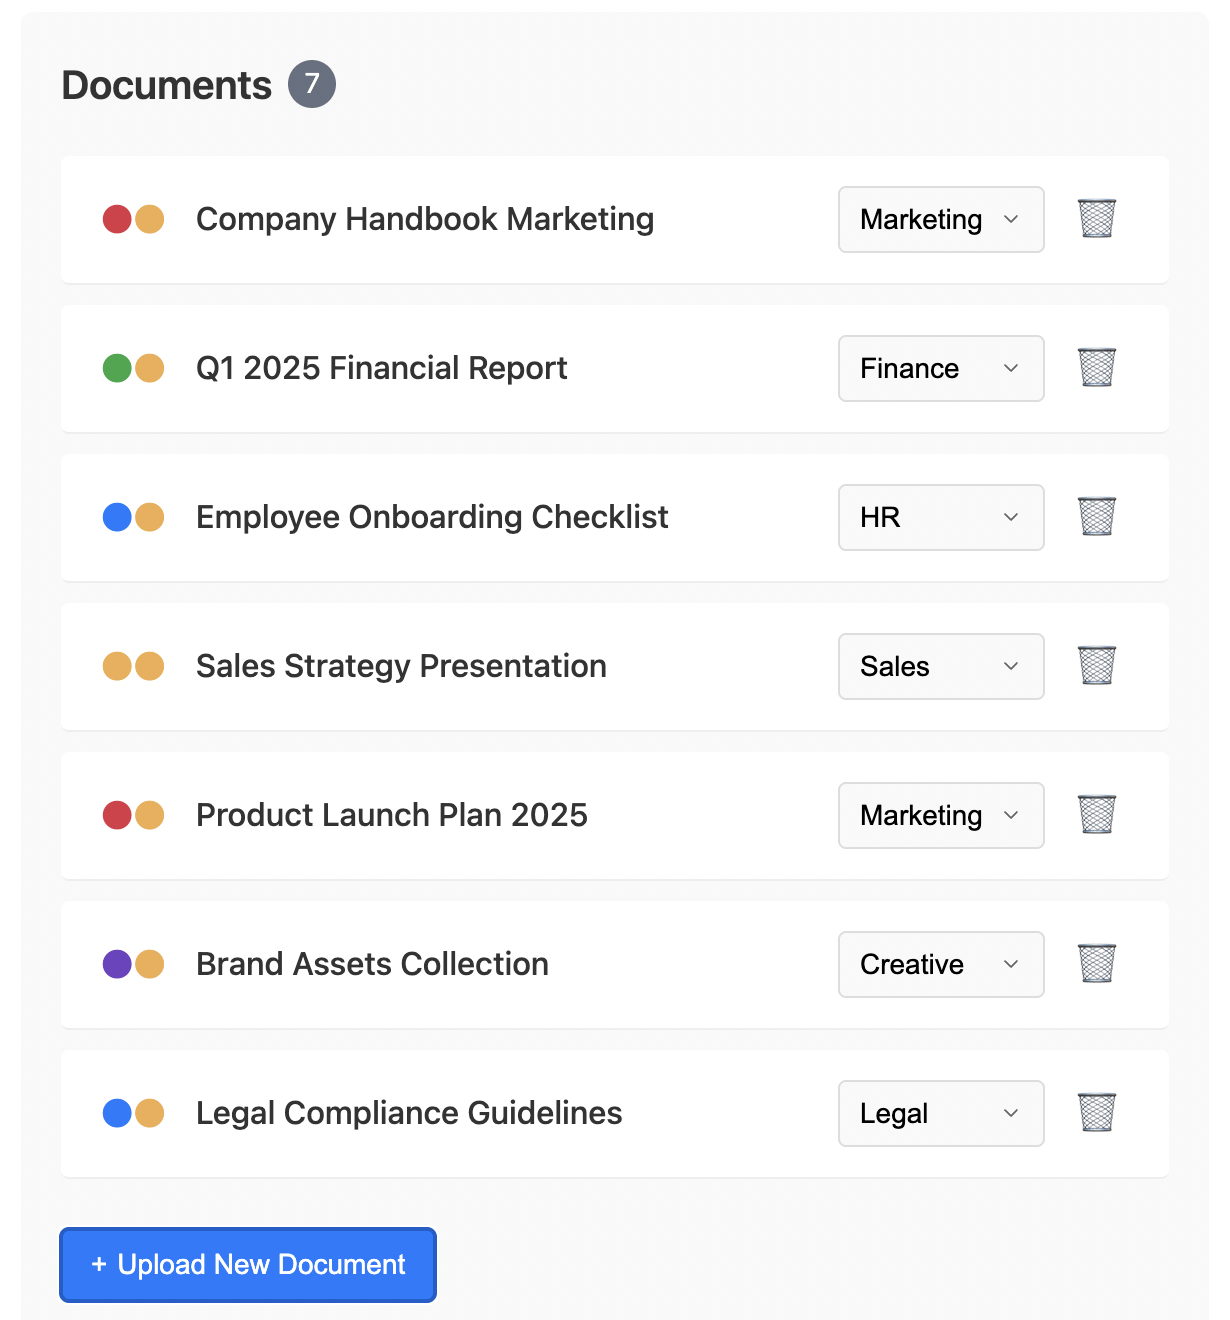 Documents 7
Company Handbook Marketing Marketing
Q1 2025 Financial Report Finance
Employee Onboarding Checklist HR
Sales Strategy Presentation Sales
Product Launch Plan 2025 Marketing
Brand Assets Collection Creative
Legal Compliance Guidelines Legal
+ Upload New Document